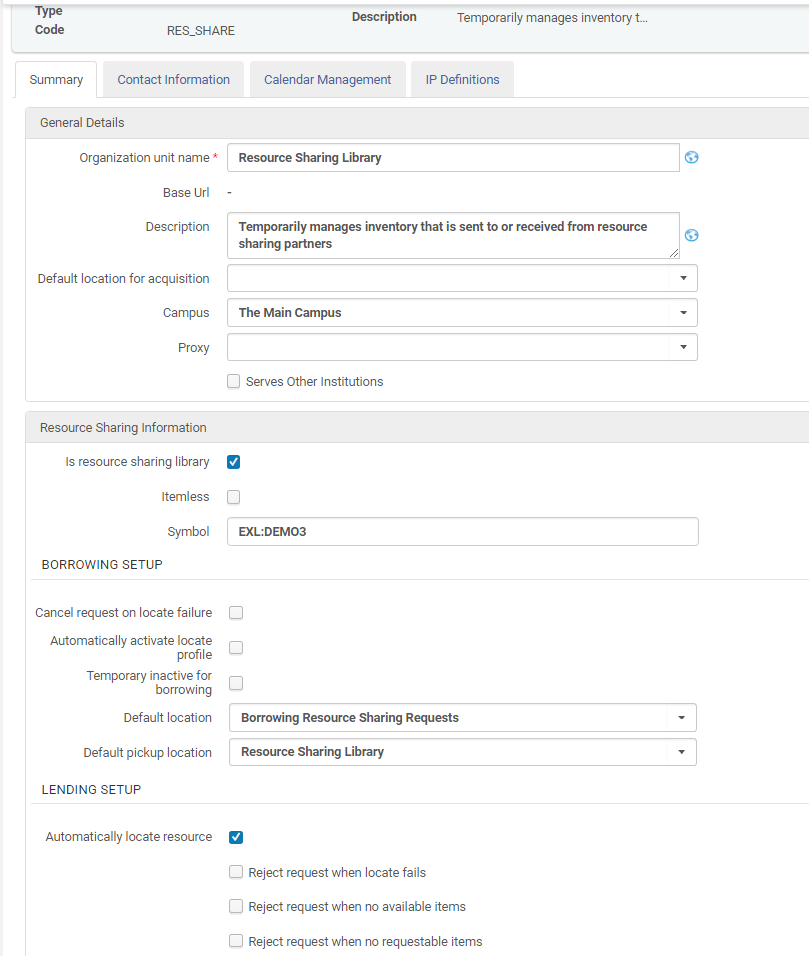 Type
Description Temporarily manages inventory t...
Code RES_SHARE
Summary Contact Information Calendar Management IP Definitions
General Details
Organization unit name * Resource Sharing Library
Base Url -
Description Temporarily manages inventory that is sent to or received from resource
sharing partners
Default location for acquisition
Campus The Main Campus
Proxy
Serves Other Institutions
Resource Sharing Information
Is resource sharing library
Itemless
Symbol EXL:DEMO3
BORROWING SETUP
Cancel request on locate failure
Automatically activate locate
profile
Temporary inactive for
borrowing
Default location Borrowing Resource Sharing Requests
Default pickup location Resource Sharing Library
LENDING SETUP
Automatically locate resource
Reject request when locate fails
Reject request when no available items
Reject request when no requestable items